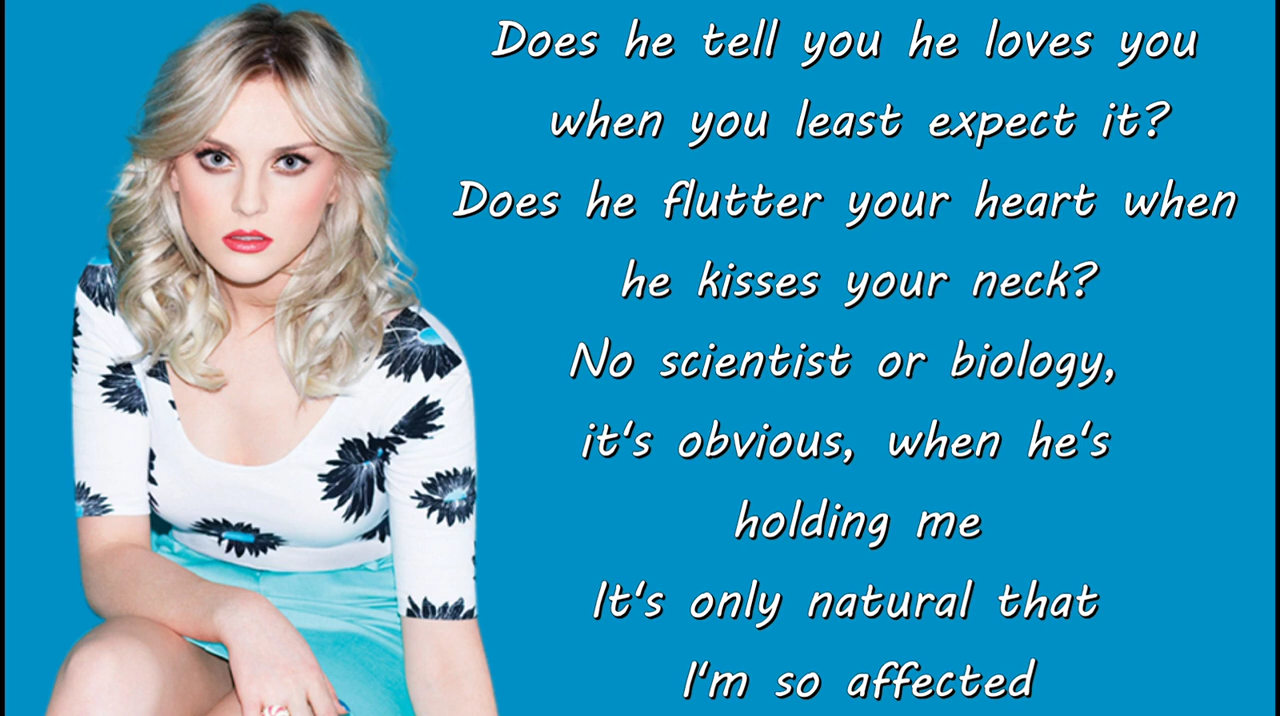 Does he tell you he loves you
when you least expect it?
Does he flutter your heart when
he kisses your neck?
No scientist or biology,
it's obvious, when he's
holding me
It's only natural that
I'm so affected